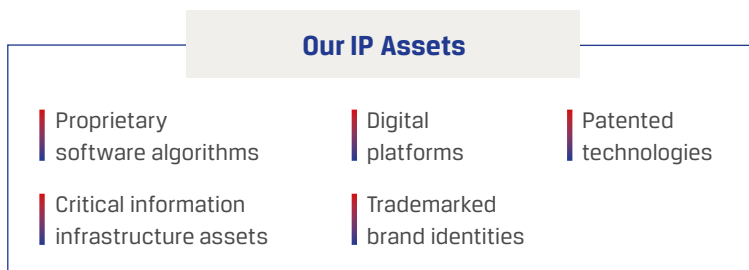 Our IP Assets
Proprietary
software algorithms
Digital
platforms
Patented
technologies
Critical information
infrastructure assets
Trademarked
brand identities